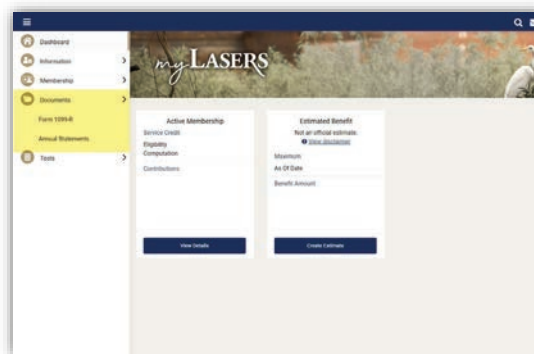 Dashboard
Information
Membership
Documents
Form 1099-R
Annual Statements
my LASERS
Active Membership
Service Credit
Eligibility
Computation
Contributions
View Details
Estimated Benefit
Not an official estimate.
View disclaimer
Maximum
As Of Date
Benefit Amount
Create Estimate